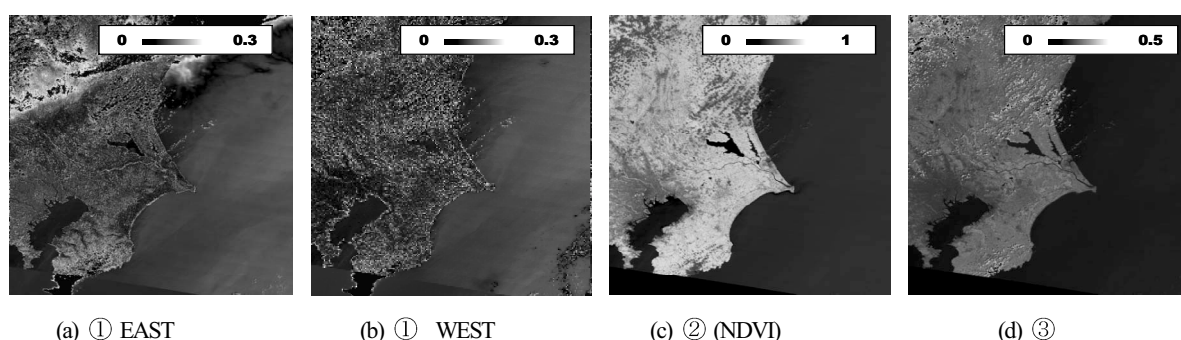 0 0.3
0 0.3
0 1
0 0.5
(a) ① EAST
(b) ① WEST
(c) ② (NDVI)
(d) ③